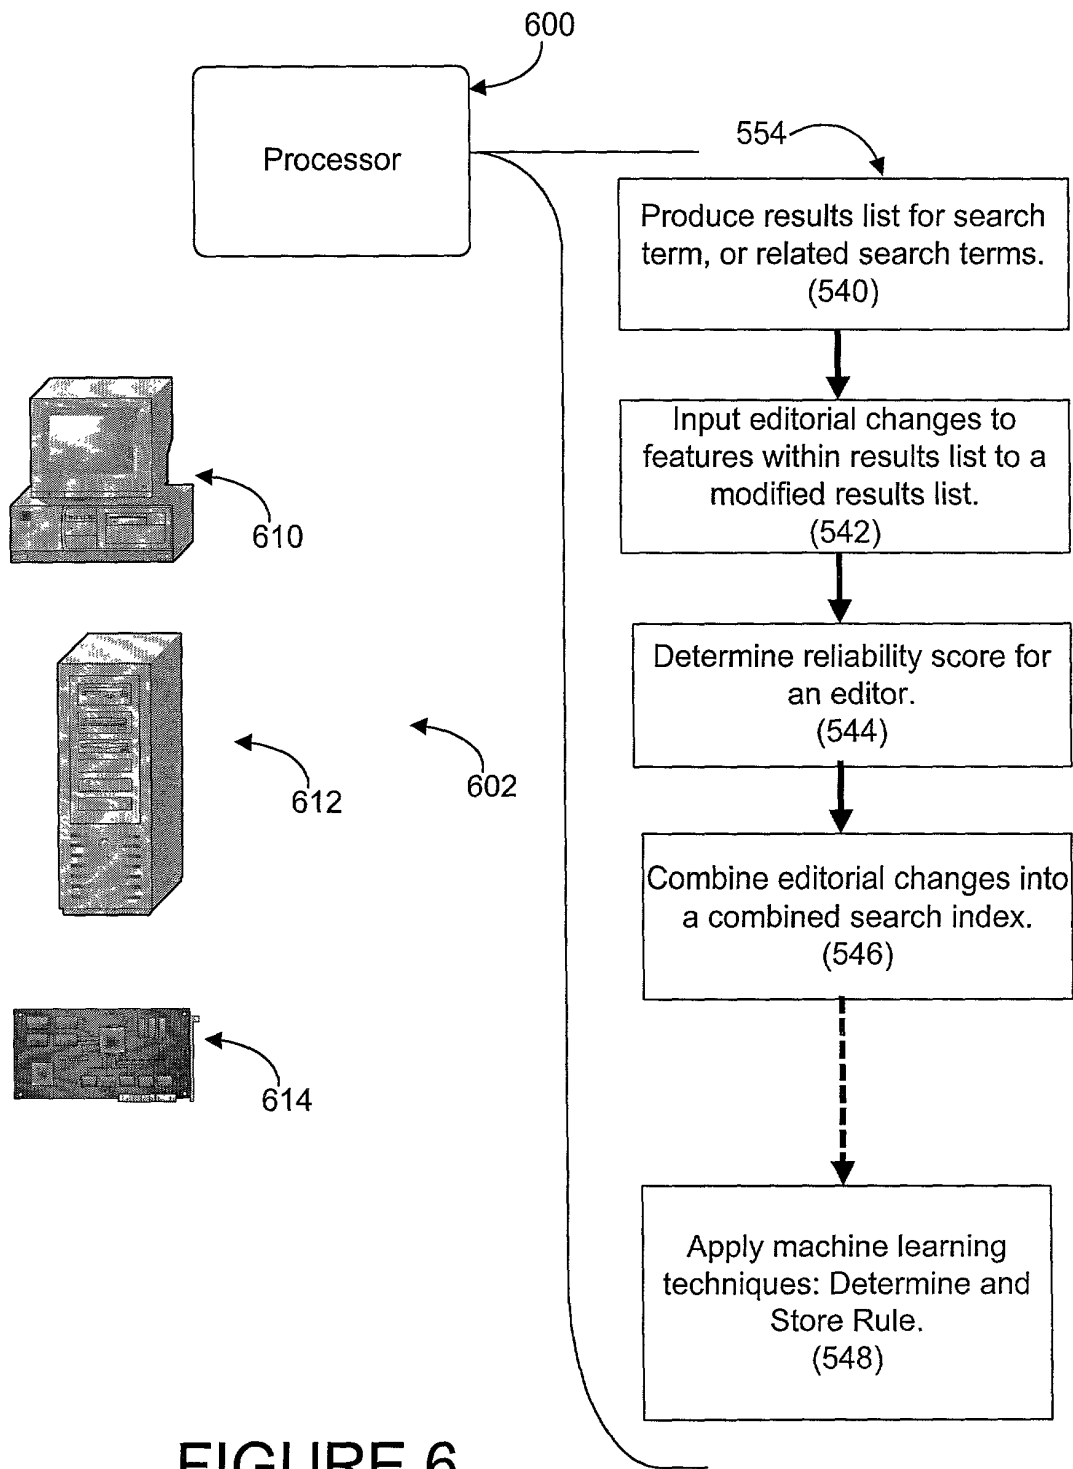 600
Processor
554
Produce results list for search
term, or related search terms.
(540)
Input editorial changes to
features within results list to a
modified results list.
(542)
610
Determine reliability score for
an editor.
(544)
612
602
Combine editorial changes into
a combined search index.
(546)
614
Apply machine learning
techniques: Determine and
Store Rule.
(548)
FIGURE 6